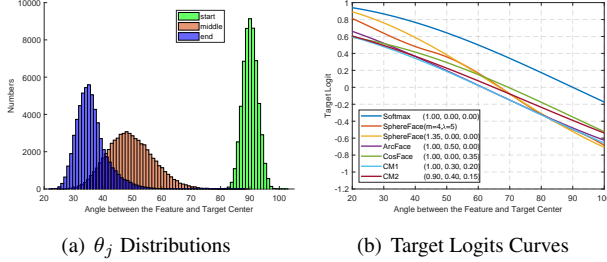 start
middle
end
10000
8000
6000
4000
2000
0
Numbers
20 30 40 50 60 70 80 90 100
Angle between the Feature and Target Center
(a) θj Distributions
1
0.8
0.6
0.4
0.2
0
-0.2
-0.4
-0.6
-0.8
-1
-1.2
Target Logit
Softmax (1.00, 0.00, 0.00)
SphereFace (m=4,λ=5)
SphereFace (1.35, 0.00, 0.00)
ArcFace (1.00, 0.50, 0.00)
CosFace (1.00, 0.00, 0.35)
CM1 (1.00, 0.30, 0.20)
CM2 (0.90, 0.40, 0.15)
20 30 40 50 60 70 80 90 100
Angle between the Feature and Target Center
(b) Target Logits Curves